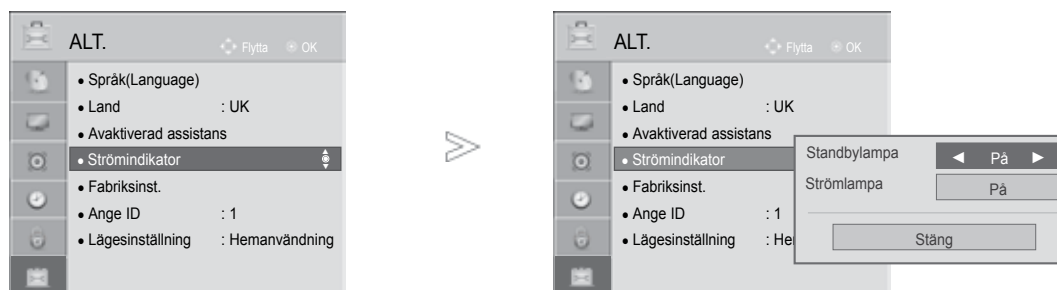 ALT.
Flytta OK
• Språk(Language)
• Land : UK
• Avaktiverad assistans
• Strömindikator
• Fabriksinst.
• Ange ID : 1
• Lägesinställning : Hemanvändning
ALT.
Flytta OK
• Språk(Language)
• Land : UK
• Avaktiverad assistans
• Strömindikator
• Fabriksinst.
• Ange ID : 1
• Lägesinställning : He
Standbylampa ◄ På ►
Strömlampa På
Stäng